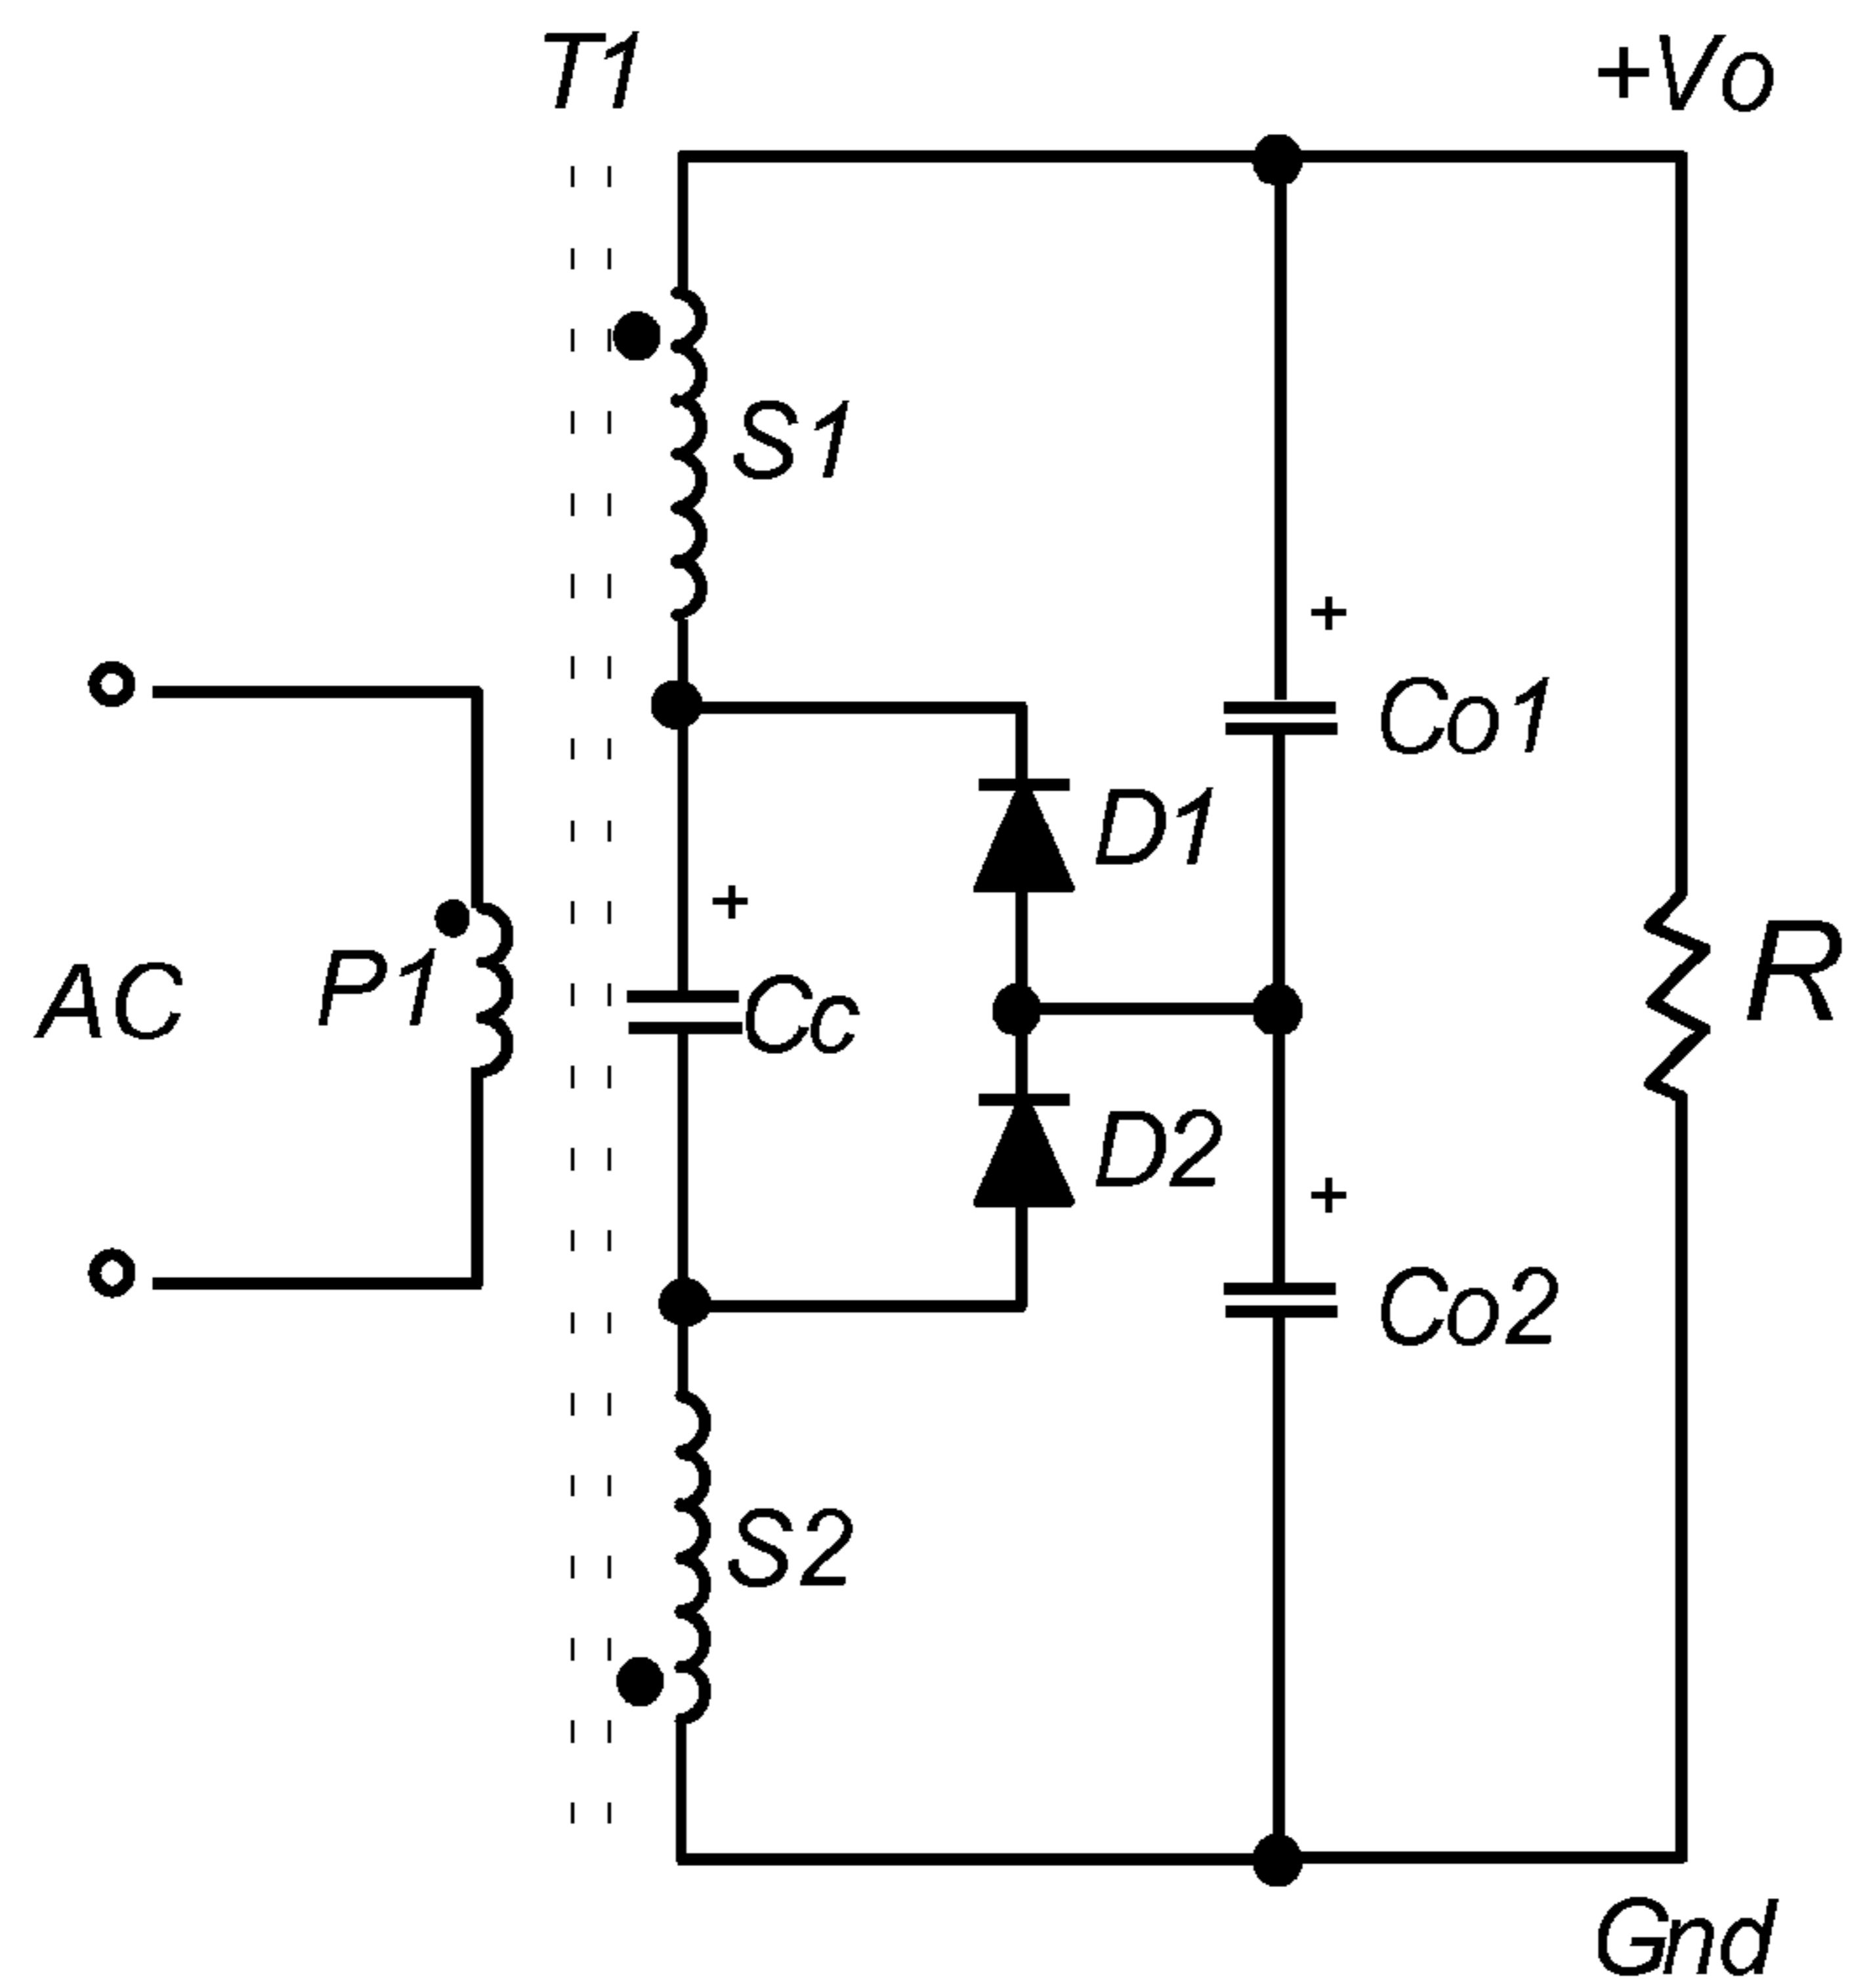 T1
+Vo
S1
+
Co1
D1
+
AC
P1
Cc
R
D2
+
Co2
S2
Gnd